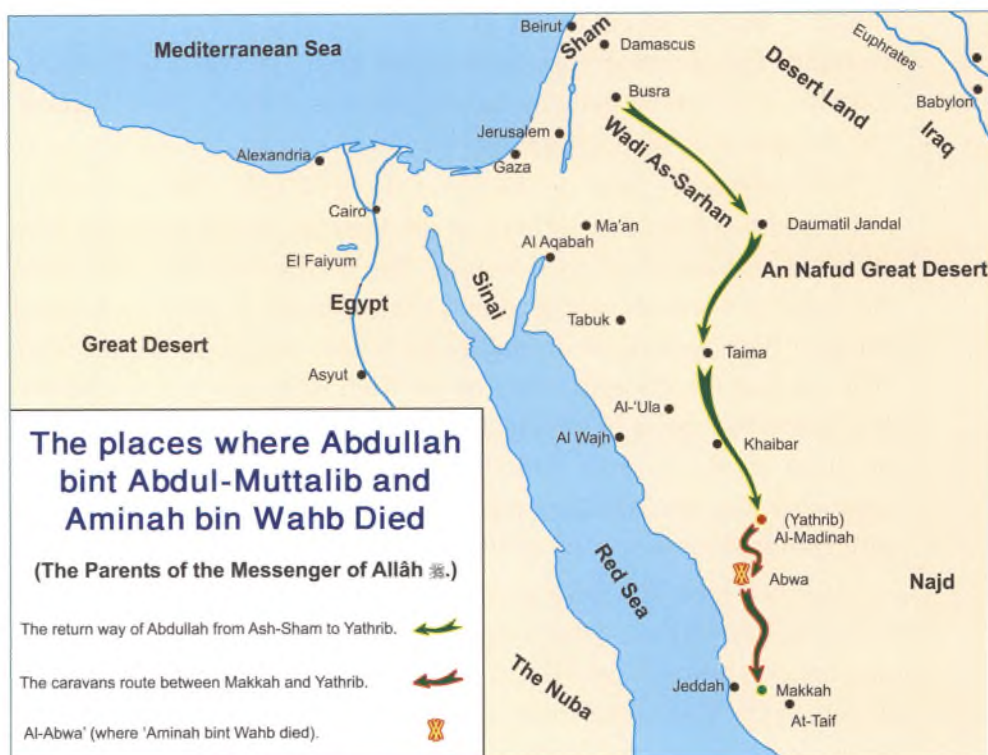 Mediterranean Sea
Beirut
Sham
Damascus
Euphrates
Desert Land
Babylon
Iraq
Busra
Jerusalem
Wadi As-Sarhan
Alexandria
Gaza
Cairo
Ma'an
Daumatil Jandal
Al Aqabah
El Faiyum
Sinai
An Nafud Great Desert
Egypt
Tabuk
Great Desert
Taima
Asyut
Al-'Ula
Al Wajh
Khaibar
(Yathrib)
Al-Madinah
Red Sea
Abwa
Najd
The Nuba
Jeddah
Makkah
At-Taif
The places where Abdullah
bint Abdul-Muttalib and
Aminah bin Wahb Died
(The Parents of the Messenger of Allâh ﷺ.)
The return way of Abdullah from Ash-Sham to Yathrib.
The caravans route between Makkah and Yathrib.
Al-Abwa' (where 'Aminah bint Wahb died).